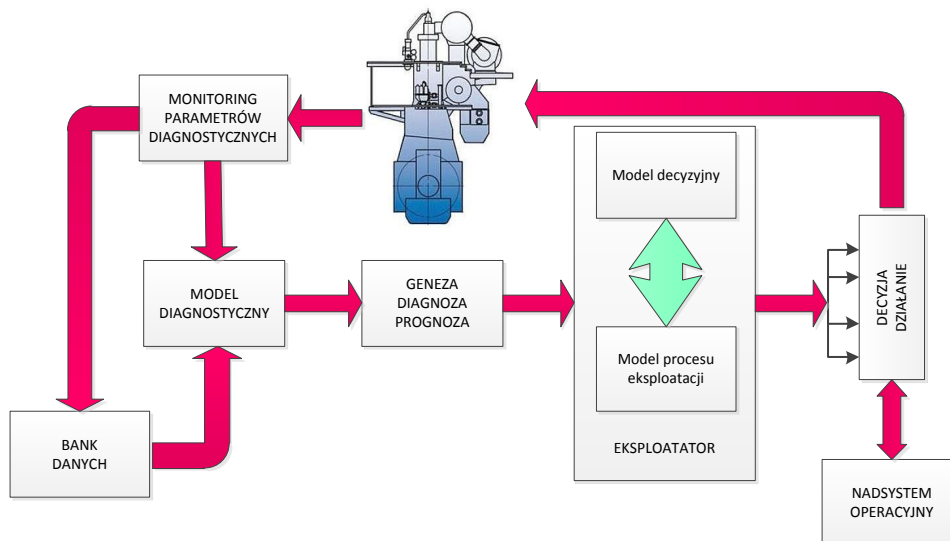 MONITORING
PARAMETRÓW
DIAGNOSTYCZNYCH
Model decyzyjny
MODEL
DIAGNOSTYCZNY
GENEZA
DIAGNOZA
PROGNOZA
DECYZJA
DZIAŁANIE
Model procesu
eksploatacji
EKSPLOATATOR
BANK
DANYCH
NADSYSTEM
OPERACYJNY